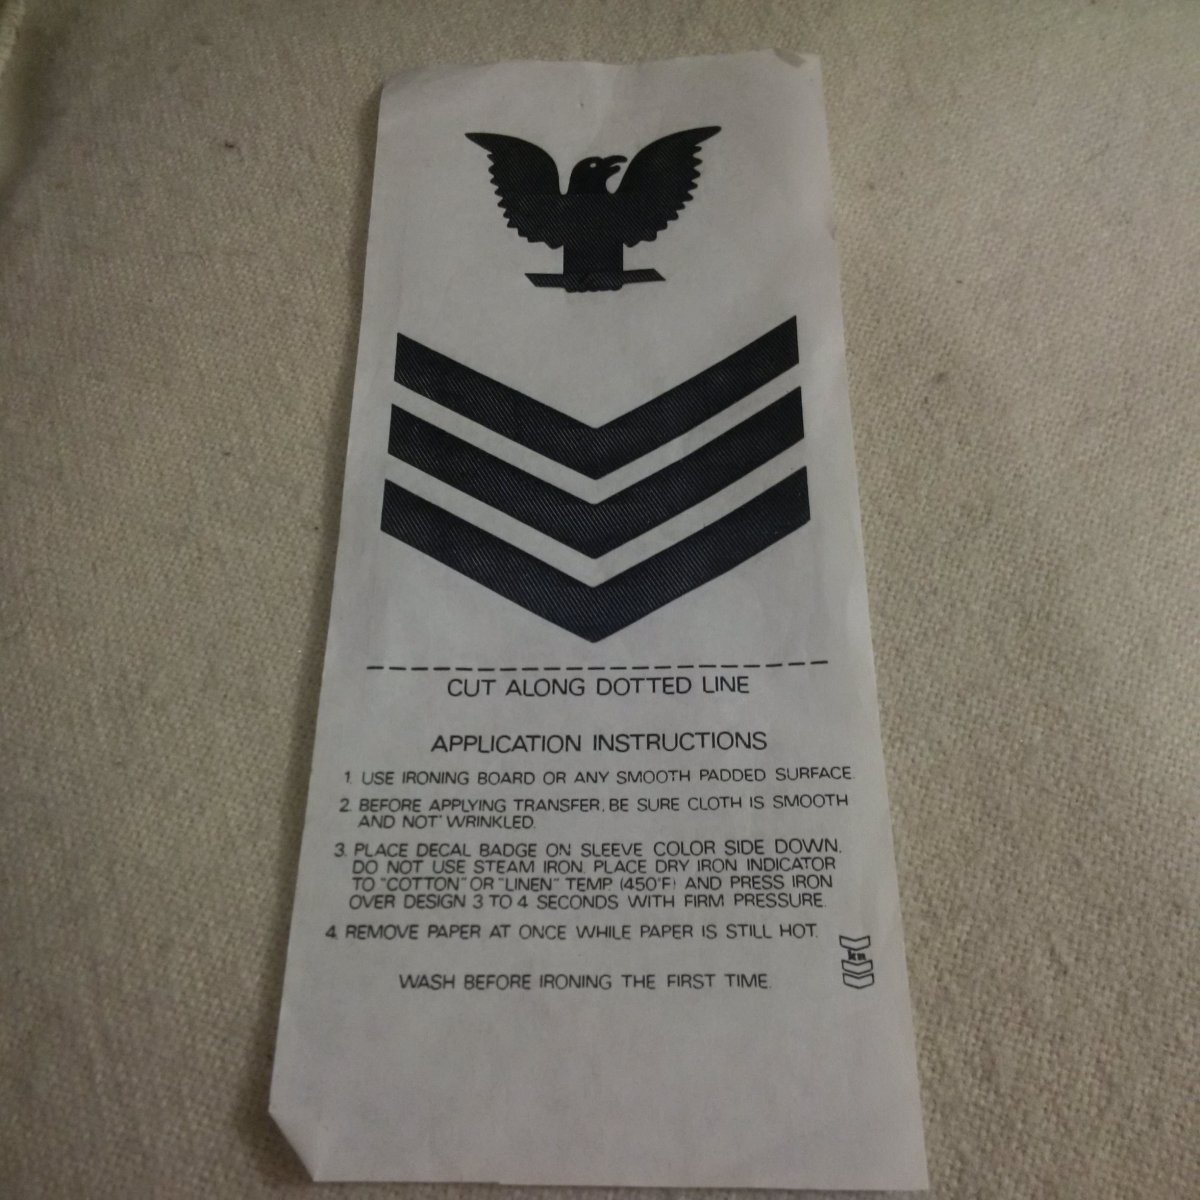 CUT ALONG DOTTED LINE
APPLICATION INSTRUCTIONS
1. USE IRONING BOARD OR ANY SMOOTH PADDED SURFACE.
2. BEFORE APPLYING TRANSFER, BE SURE CLOTH IS SMOOTH
AND NOT WRINKLED.
3. PLACE DECAL BADGE ON SLEEVE COLOR SIDE DOWN.
DO NOT USE STEAM IRON. PLACE DRY IRON INDICATOR
TO "COTTON" OR "LINEN" TEMP (450°F) AND PRESS IRON
OVER DESIGN 3 TO 4 SECONDS WITH FIRM PRESSURE.
4. REMOVE PAPER AT ONCE WHILE PAPER IS STILL HOT.
WASH BEFORE IRONING THE FIRST TIME.